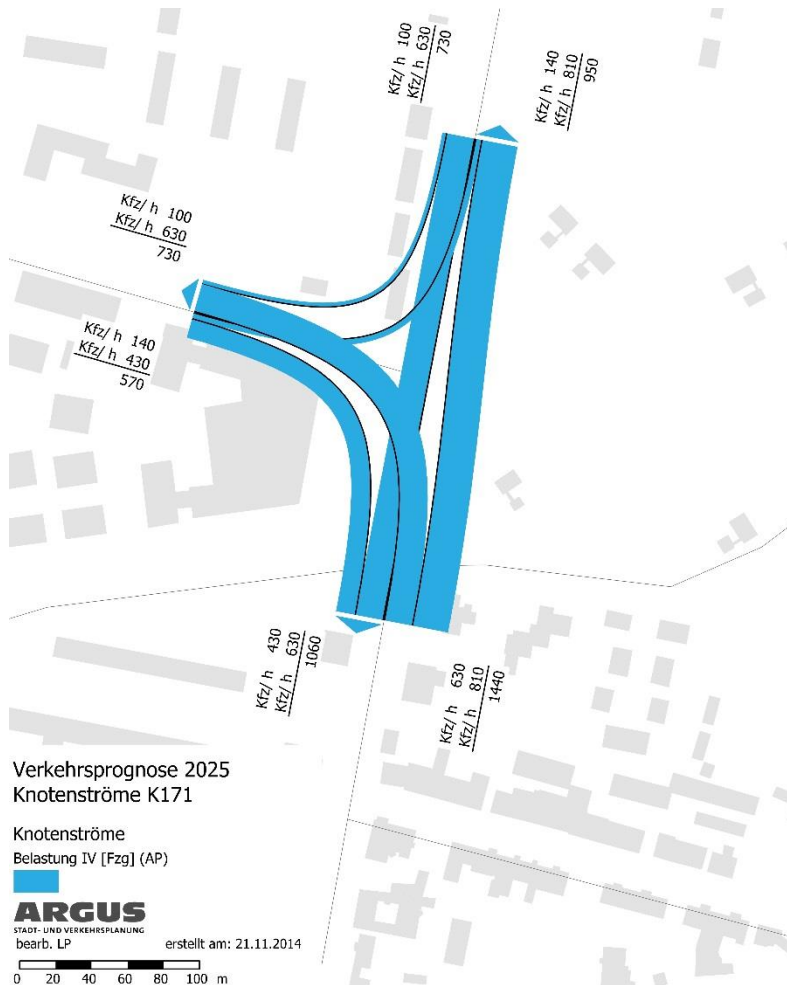 Kfz/ h 100
Kfz/ h 630
730
Kfz/ h 140
Kfz/ h 810
950
Kfz/ h 100
Kfz/ h 630
730
Kfz/ h 140
Kfz/ h 430
570
Kfz/ h 430
Kfz/ h 630
1060
Kfz/ h 630
Kfz/ h 810
1440
Verkehrsprognose 2025
Knotenströme K171
Knotenströme
Belastung IV [Fzg] (AP)
ARGUS
STADT- UND VERKEHRSPLANUNG
bearb. LP erstellt am: 21.11.2014
0 20 40 60 80 100 m